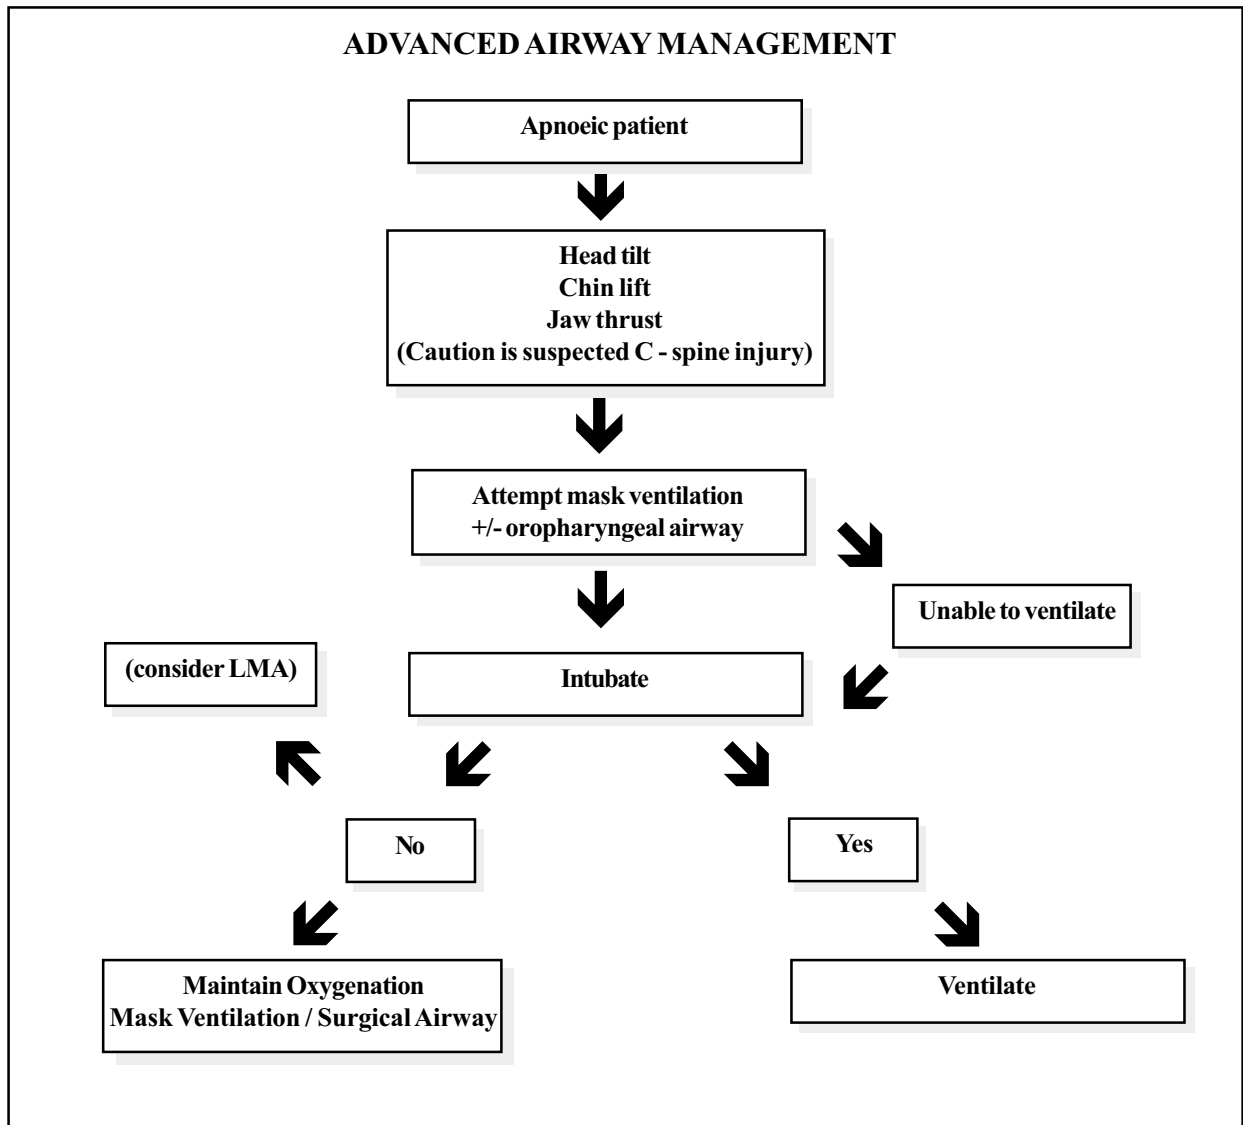 ADVANCED AIRWAY MANAGEMENT
Apnoeic patient
Head tilt
Chin lift
Jaw thrust
(Caution is suspected C - spine injury)
Attempt mask ventilation
+/- oropharyngeal airway
Unable to ventilate
(consider LMA)
Intubate
No
Yes
Maintain Oxygenation
Mask Ventilation / Surgical Airway
Ventilate